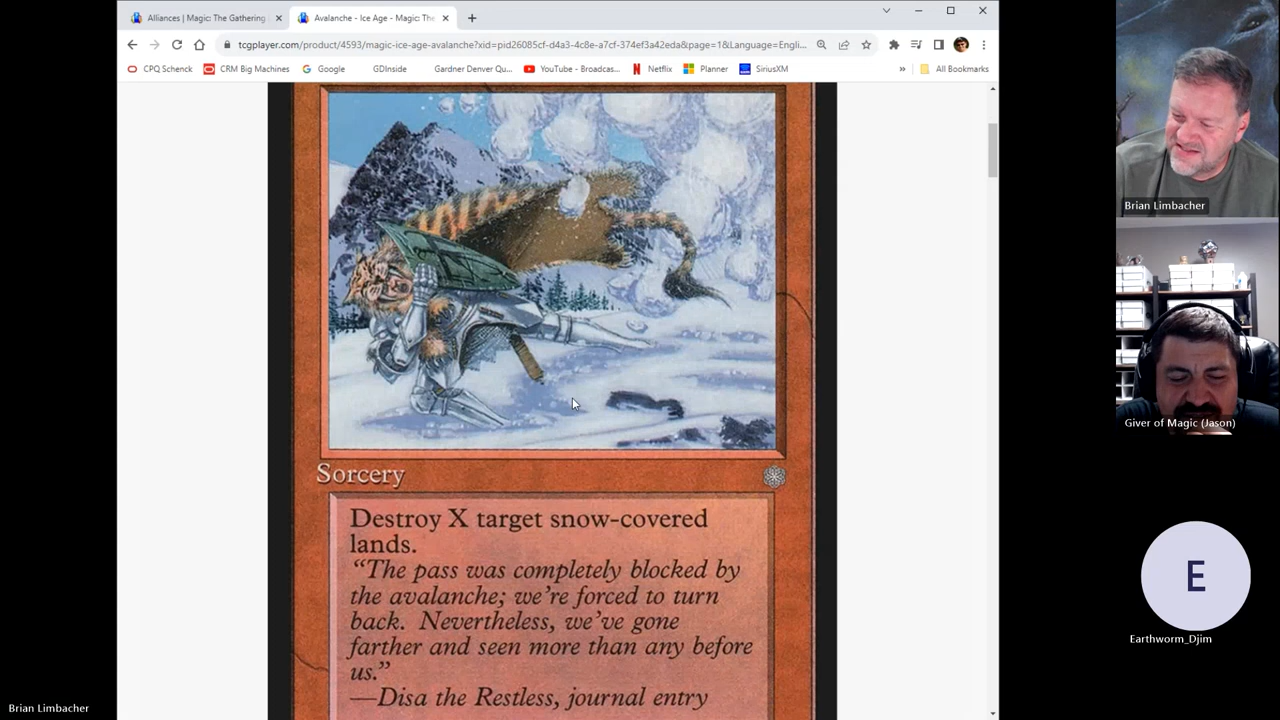 Alliances | Magic: The Gathering
Avalanche - Ice Age - Magic: The
tcgplayer.com/product/4593/magic-ice-age-avalanche?xid=pid26085cf-d4a3-4c8e-a7cf-374ef3a42eda&page=1&Language=Engli...
CPQ Schenck
CRM Big Machines
Google
GDInside
Gardner Denver Qu...
YouTube - Broadcas...
Netflix
Planner
SiriusXM
»
All Bookmarks
Sorcery
Destroy X target snow-covered
lands.
“The pass was completely blocked by
the avalanche; we’re forced to turn
back. Nevertheless, we’ve gone
farther and seen more than any before
us.”
—Disa the Restless, journal entry
Brian Limbacher
Giver of Magic (Jason)
E
Earthworm_Djim
Brian Limbacher